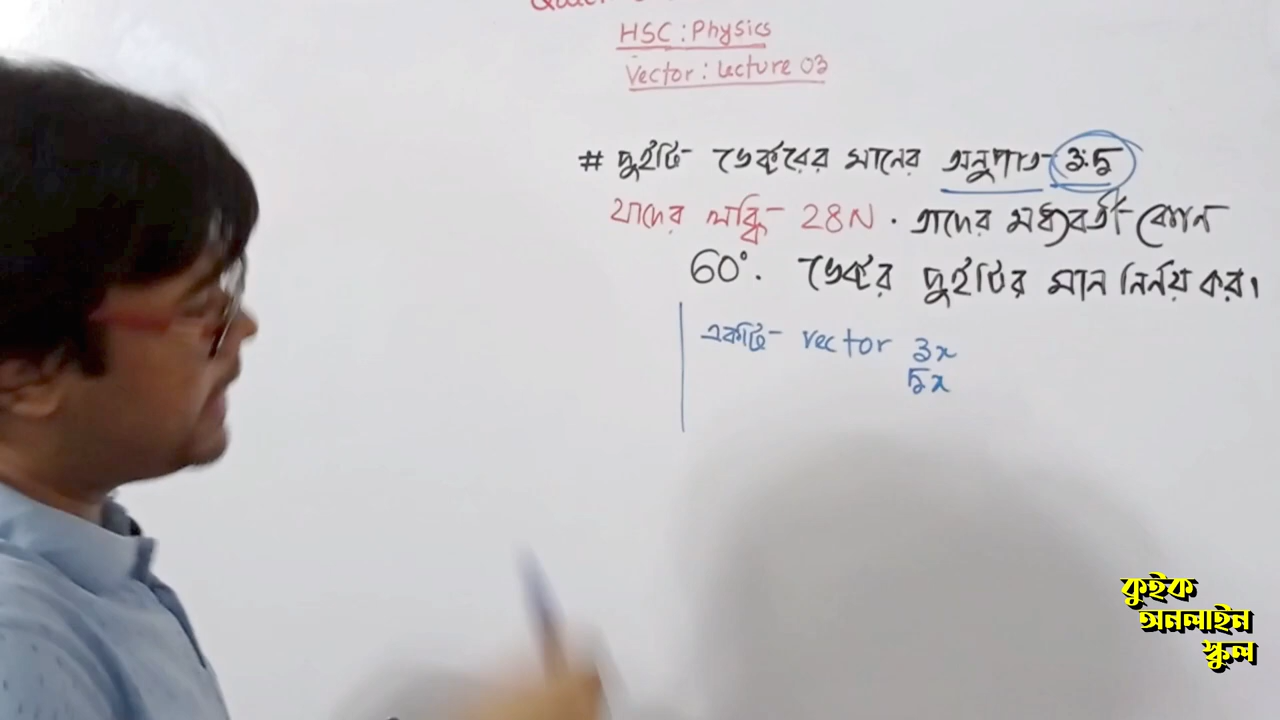 HSC : Physics
Vector : Lecture 03
# দুইটি ভেক্টরের মানের অনুপাত 3:5
যাদের লব্ধি 28N . তাদের মধ্যবর্তী কোন
60°. ভেক্টর দুইটির মান নির্নয় কর।
একটি vector 3x
5x
কুইক
অনলাইন
স্কুল